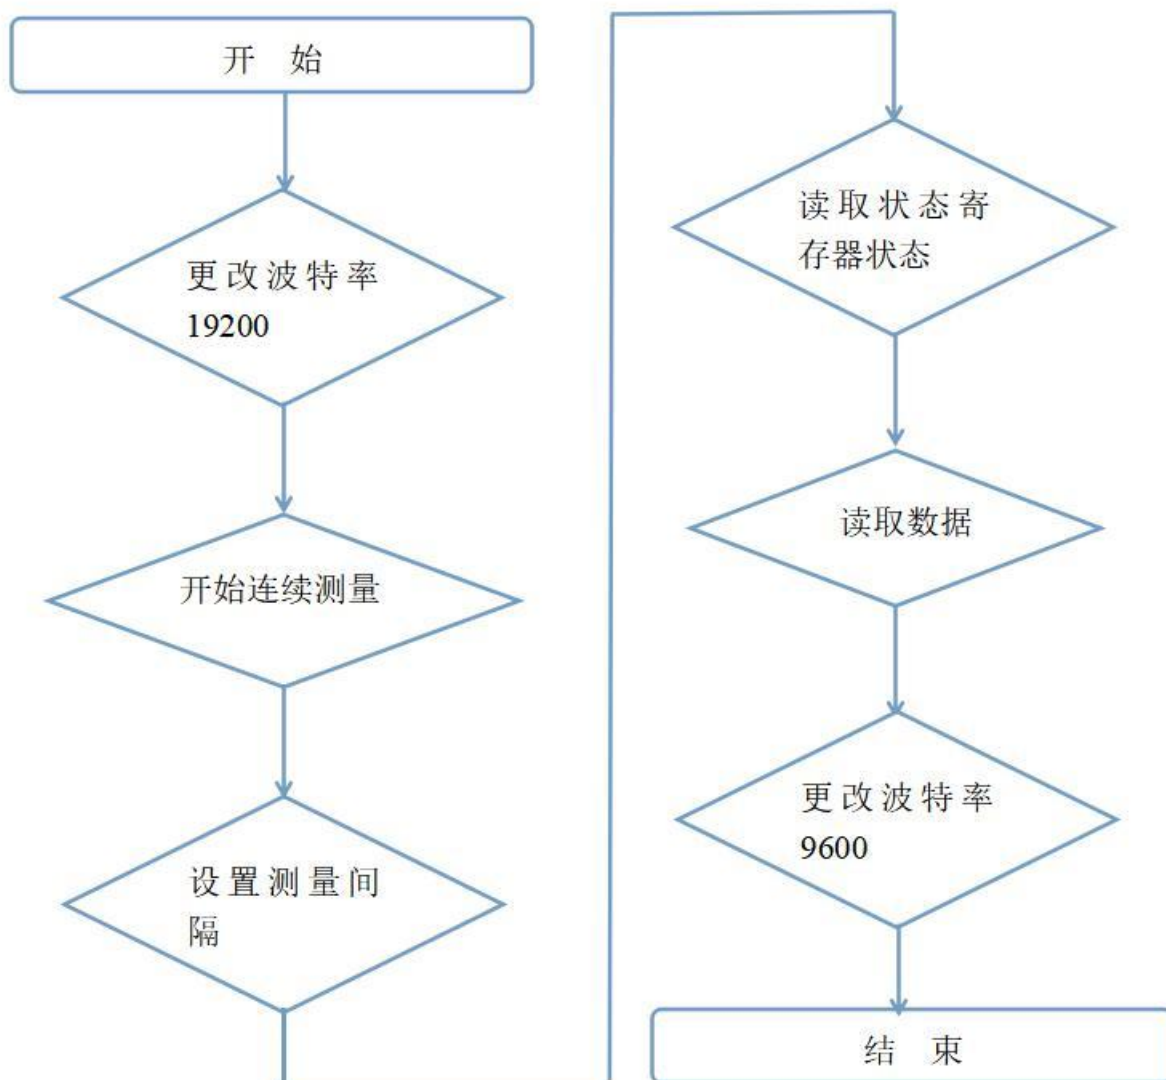 开 始
更改波特率
19200
开始连续测量
设置测量间
隔
读取状态寄
存器状态
读取数据
更改波特率
9600
结 束